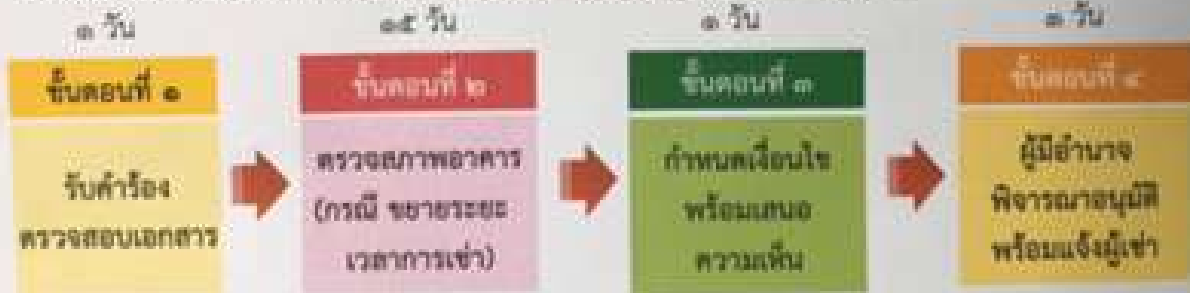 ๑ วัน
ขั้นตอนที่ ๑
รับคำร้อง
ตรวจสอบเอกสาร
๑๕ วัน
ขั้นตอนที่ ๒
ตรวจสภาพอาคาร
(กรณี ขยายระยะ
เวลาการเช่า)
๑ วัน
ขั้นตอนที่ ๓
กำหนดเงื่อนไข
พร้อมเสนอ
ความเห็น
๓ วัน
ขั้นตอนที่ ๔
ผู้มีอำนาจ
พิจารณาอนุมัติ
พร้อมแจ้งผู้เช่า